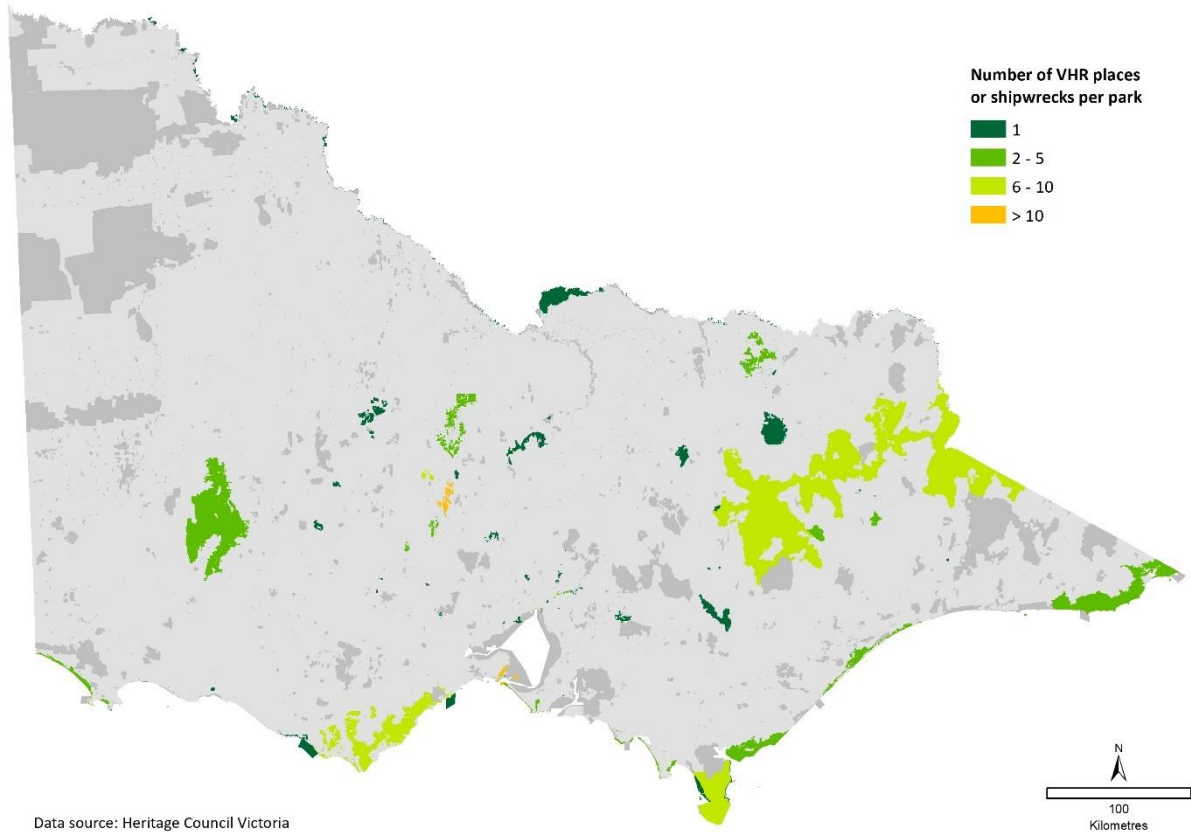 Number of VHR places
or shipwrecks per park
1
2 - 5
6 - 10
> 10
N
100
Kilometres
Data source: Heritage Council Victoria